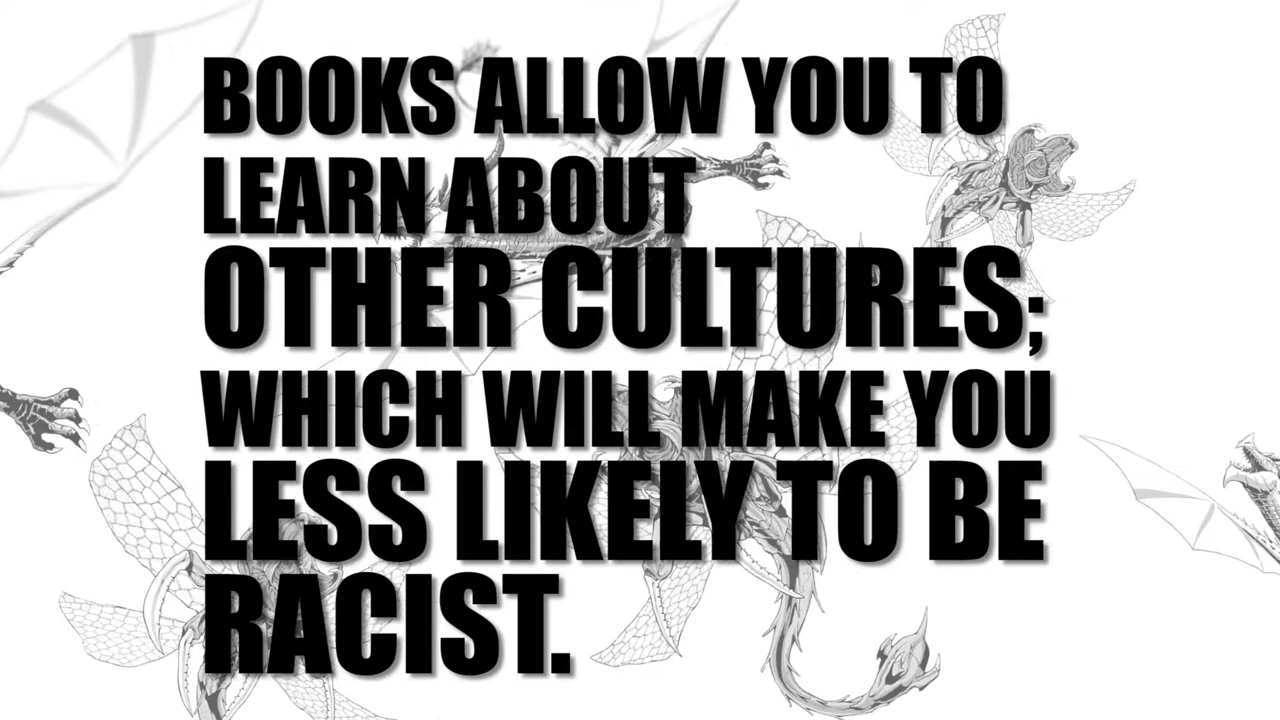 BOOKS ALLOW YOU TO
LEARN ABOUT
OTHER CULTURES;
WHICH WILL MAKE YOU
LESS LIKELY TO BE
RACIST.